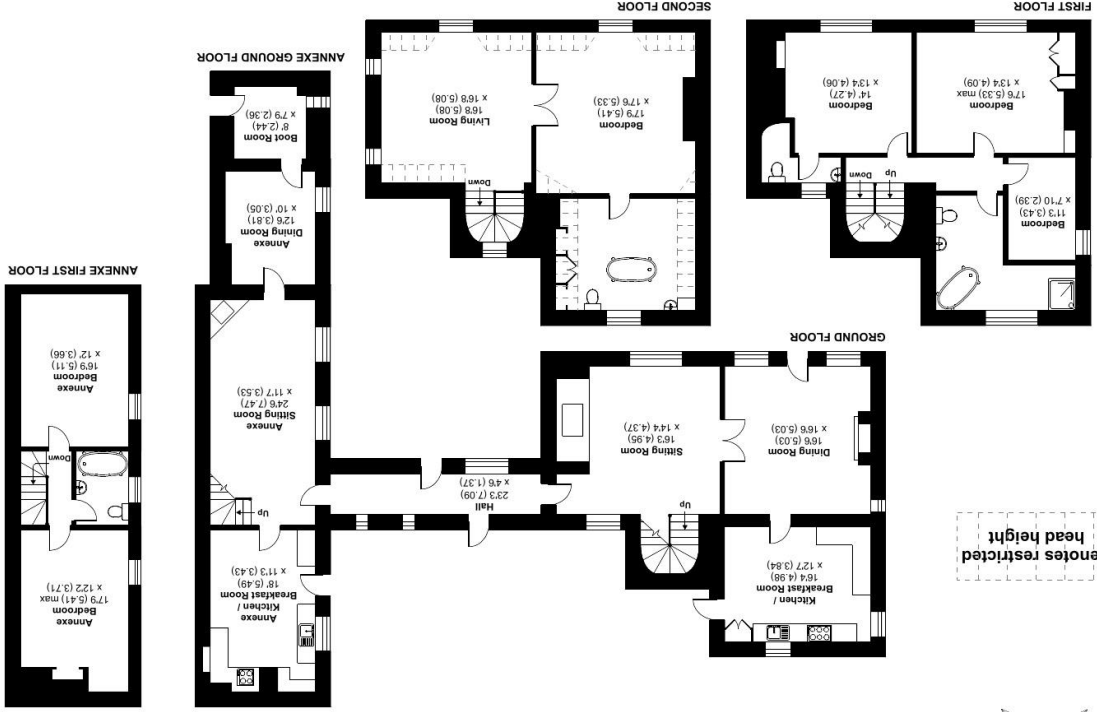 enotes restricted
head height
Kitchen /
Breakfast Room
16'4 (4.98)
x 12'7 (3.84)
Up
Dining Room
16'6 (5.03)
x 16'6 (5.03)
Sitting Room
16'3 (4.95)
x 14'4 (4.37)
Hall
23'3 (7.09)
x 4'6 (1.37)
GROUND FLOOR
Annexe
Kitchen /
Breakfast Room
18' (5.49)
x 11'3 (3.43)
Up
Annexe
Sitting Room
24'6 (7.47)
x 11'7 (3.53)
Annexe
Dining Room
12'6 (3.81)
x 10' (3.05)
Boot Room
8' (2.44)
x 7'9 (2.36)
ANNEXE GROUND FLOOR
Annexe
Bedroom
17'9 (5.41) max
x 12'2 (3.71)
Down
Annexe
Bedroom
16'9 (5.11)
x 12' (3.66)
ANNEXE FIRST FLOOR
Bedroom
11'3 (3.43)
x 7'10 (2.39)
Up
Down
Bedroom
17'6 (5.33) max
x 13'4 (4.09)
Bedroom
14' (4.27)
x 13'4 (4.06)
FIRST FLOOR
Down
Bedroom
17'9 (5.41)
x 17'6 (5.33)
Living Room
16'8 (5.08)
x 16'8 (5.08)
SECOND FLOOR